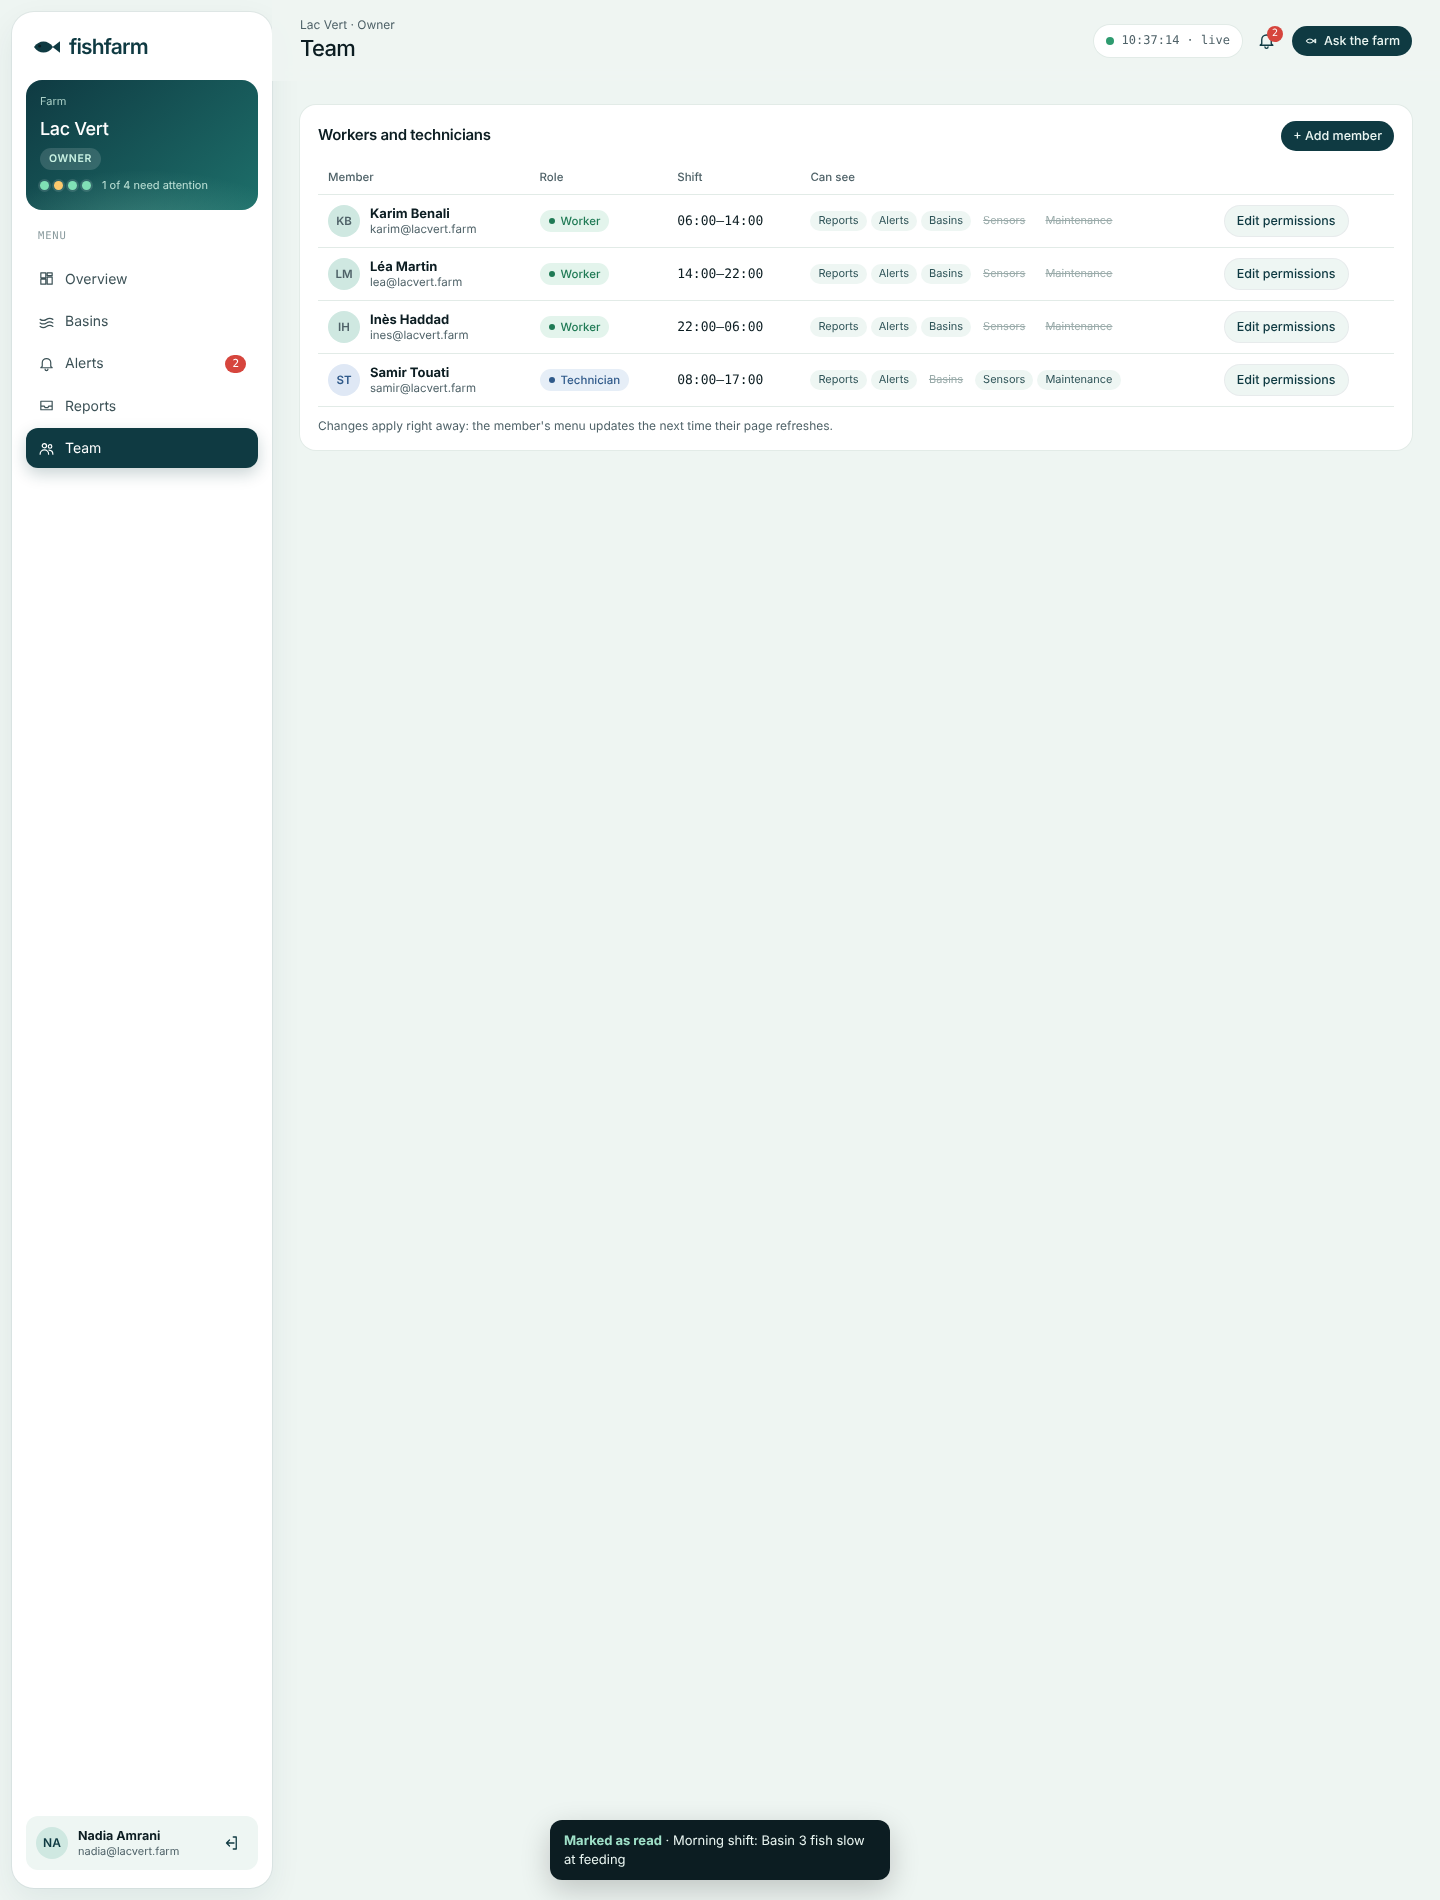 fishfarm
Farm
Lac Vert
OWNER
1 of 4 need attention
MENU
Overview
Basins
Alerts 2
Reports
Team
Nadia Amrani
NA
nadia@lacvert.farm
Lac Vert · Owner
Team
10:37:14 · live
2
Ask the farm
Workers and technicians
+ Add member
Member Role Shift Can see
KB Karim Benali Worker 06:00–14:00 Reports Alerts Basins Sensors Maintenance Edit permissions
karim@lacvert.farm
LM Léa Martin Worker 14:00–22:00 Reports Alerts Basins Sensors Maintenance Edit permissions
lea@lacvert.farm
IH Inès Haddad Worker 22:00–06:00 Reports Alerts Basins Sensors Maintenance Edit permissions
ines@lacvert.farm
ST Samir Touati Technician 08:00–17:00 Reports Alerts Basins Sensors Maintenance Edit permissions
samir@lacvert.farm
Changes apply right away: the member's menu updates the next time their page refreshes.
Marked as read · Morning shift: Basin 3 fish slow
at feeding